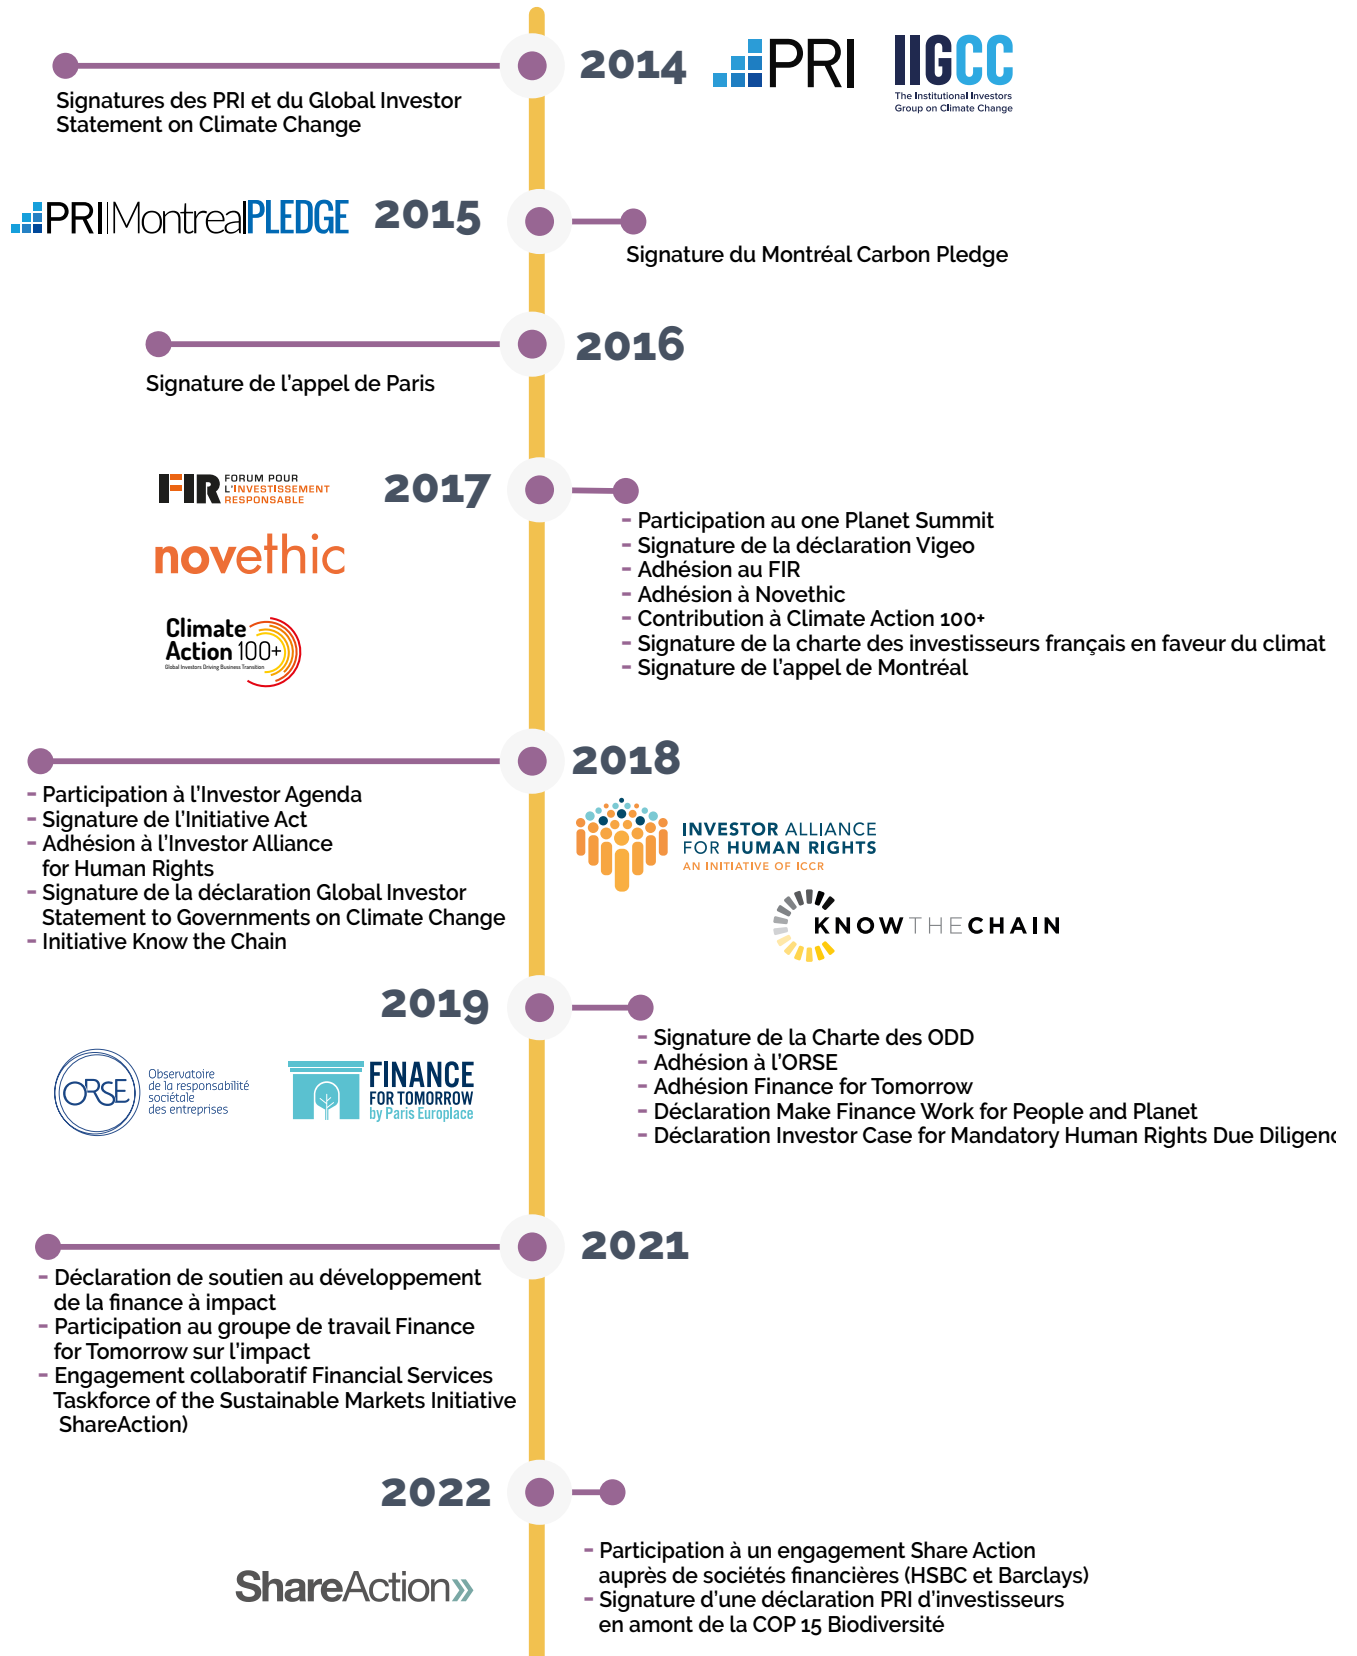 2014
PRI
IIGCC
The Institutional Investors
Group on Climate Change
Signatures des PRI et du Global Investor
Statement on Climate Change
PRI Montreal PLEDGE
2015
Signature du Montréal Carbon Pledge
2016
Signature de l'appel de Paris
FIR FORUM POUR
L'INVESTISSEMENT
RESPONSABLE
novethic
Climate
Action 100+
Global Investors Driving Business Transition
2017
- Participation au one Planet Summit
- Signature de la déclaration Vigeo
- Adhésion au FIR
- Adhésion à Novethic
- Contribution à Climate Action 100+
- Signature de la charte des investisseurs français en faveur du climat
- Signature de l'appel de Montréal
2018
- Participation à l'Investor Agenda
- Signature de l'Initiative Act
- Adhésion à l'Investor Alliance
for Human Rights
- Signature de la déclaration Global Investor
Statement to Governments on Climate Change
- Initiative Know the Chain
INVESTOR ALLIANCE
FOR HUMAN RIGHTS
AN INITIATIVE OF ICCR
KNOWTHECHAIN
2019
ORSE
Observatoire
de la responsabilité
sociétale
des entreprises
FINANCE
FOR TOMORROW
by Paris Europlace
- Signature de la Charte des ODD
- Adhésion à l'ORSE
- Adhésion Finance for Tomorrow
- Déclaration Make Finance Work for People and Planet
- Déclaration Investor Case for Mandatory Human Rights Due Diligenc
2021
- Déclaration de soutien au développement
de la finance à impact
- Participation au groupe de travail Finance
for Tomorrow sur l'impact
- Engagement collaboratif Financial Services
Taskforce of the Sustainable Markets Initiative
ShareAction)
2022
ShareAction»
- Participation à un engagement Share Action
auprès de sociétés financières (HSBC et Barclays)
- Signature d'une déclaration PRI d'investisseurs
en amont de la COP 15 Biodiversité